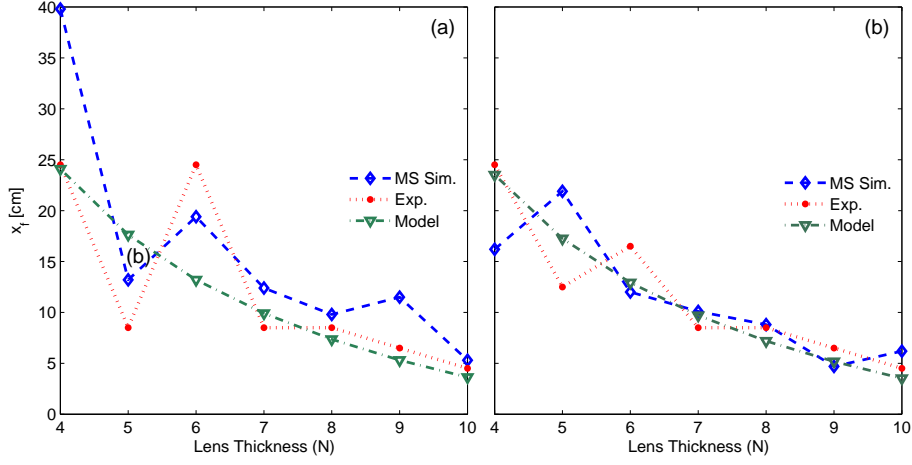 40
35
30
25
20
15
10
5
0
x_f [cm]
(a)
MS Sim.
Exp.
Model
(b)
4 5 6 7 8 9 10
Lens Thickness (N)
(b)
MS Sim.
Exp.
Model
4 5 6 7 8 9 10
Lens Thickness (N)